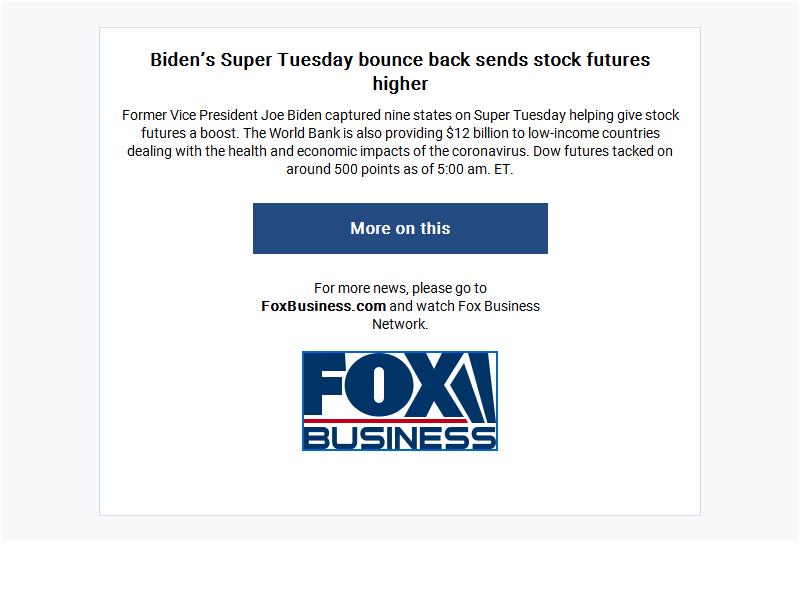 Biden’s Super Tuesday bounce back sends stock futures
higher
Former Vice President Joe Biden captured nine states on Super Tuesday helping give stock
futures a boost. The World Bank is also providing $12 billion to low-income countries
dealing with the health and economic impacts of the coronavirus. Dow futures tacked on
around 500 points as of 5:00 am. ET.
More on this
For more news, please go to
FoxBusiness.com and watch Fox Business
Network.
FOX
BUSINESS